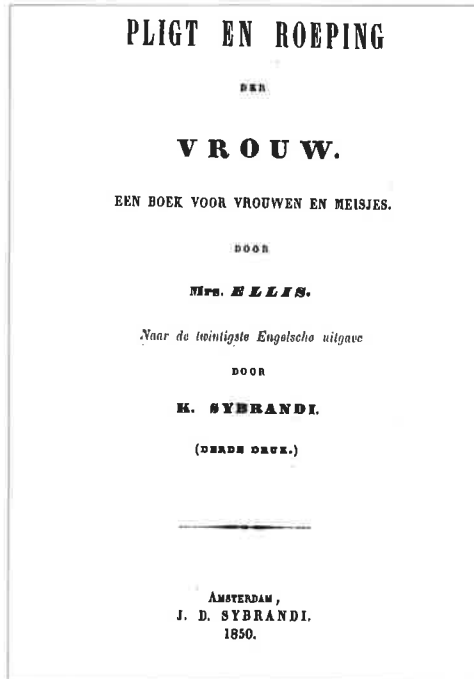 PLIGT EN ROEPING
DER
VROUW.
EEN BOEK VOOR VROUWEN EN MEISJES.
DOOR
Mrs. ELLIS.
Naar de twintigste Engelsche uitgave
DOOR
K. SYBRANDI.
(DERDE DRUK.)
AMSTERDAM,
J. D. SYBRANDI.
1850.